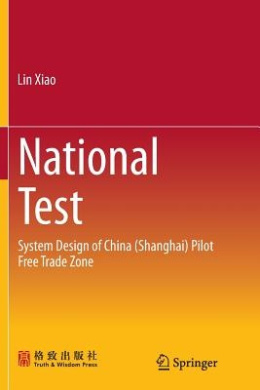 Lin Xiao
National
Test
System Design of China (Shanghai) Pilot
Free Trade Zone
格致出版社
Truth & Wisdom Press
Springer